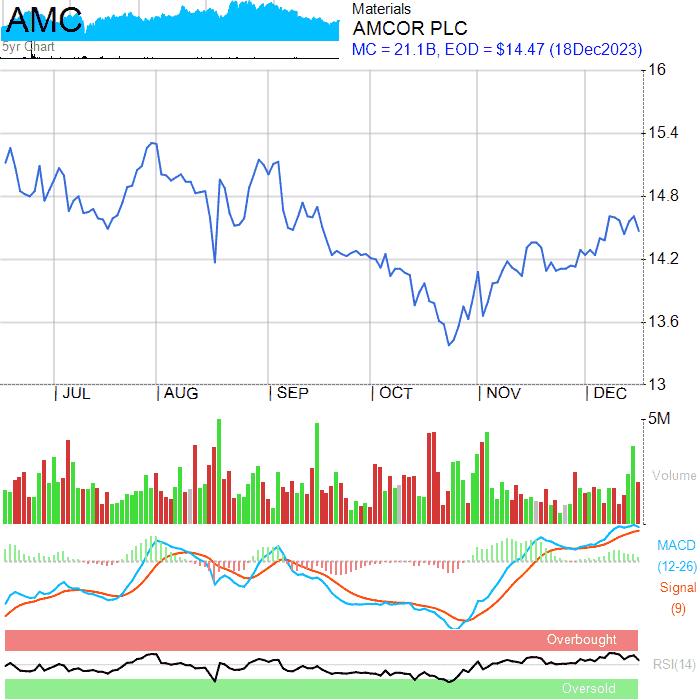 AMC
5yr Chart
Materials
AMCOR PLC
MC = 21.1B, EOD = $14.47 (18Dec2023)
16
15.4
14.8
14.2
13.6
13
| JUL | AUG | SEP | OCT | NOV | DEC
5M
Volume
MACD
(12-26)
Signal
(9)
Overbought
RSI(14)
Oversold